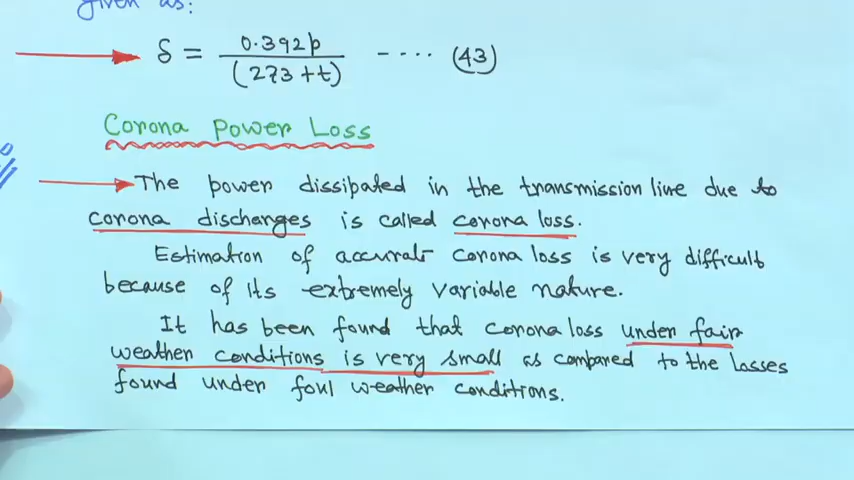 given as:
δ = 0.392p / (273 + t) ---- (43)
Corona Power Loss
The power dissipated in the transmission line due to
corona discharges is called corona loss.
Estimation of accurate corona loss is very difficult
because of its extremely variable nature.
It has been found that corona loss under fair
weather conditions is very small as compared to the losses
found under foul weather conditions.